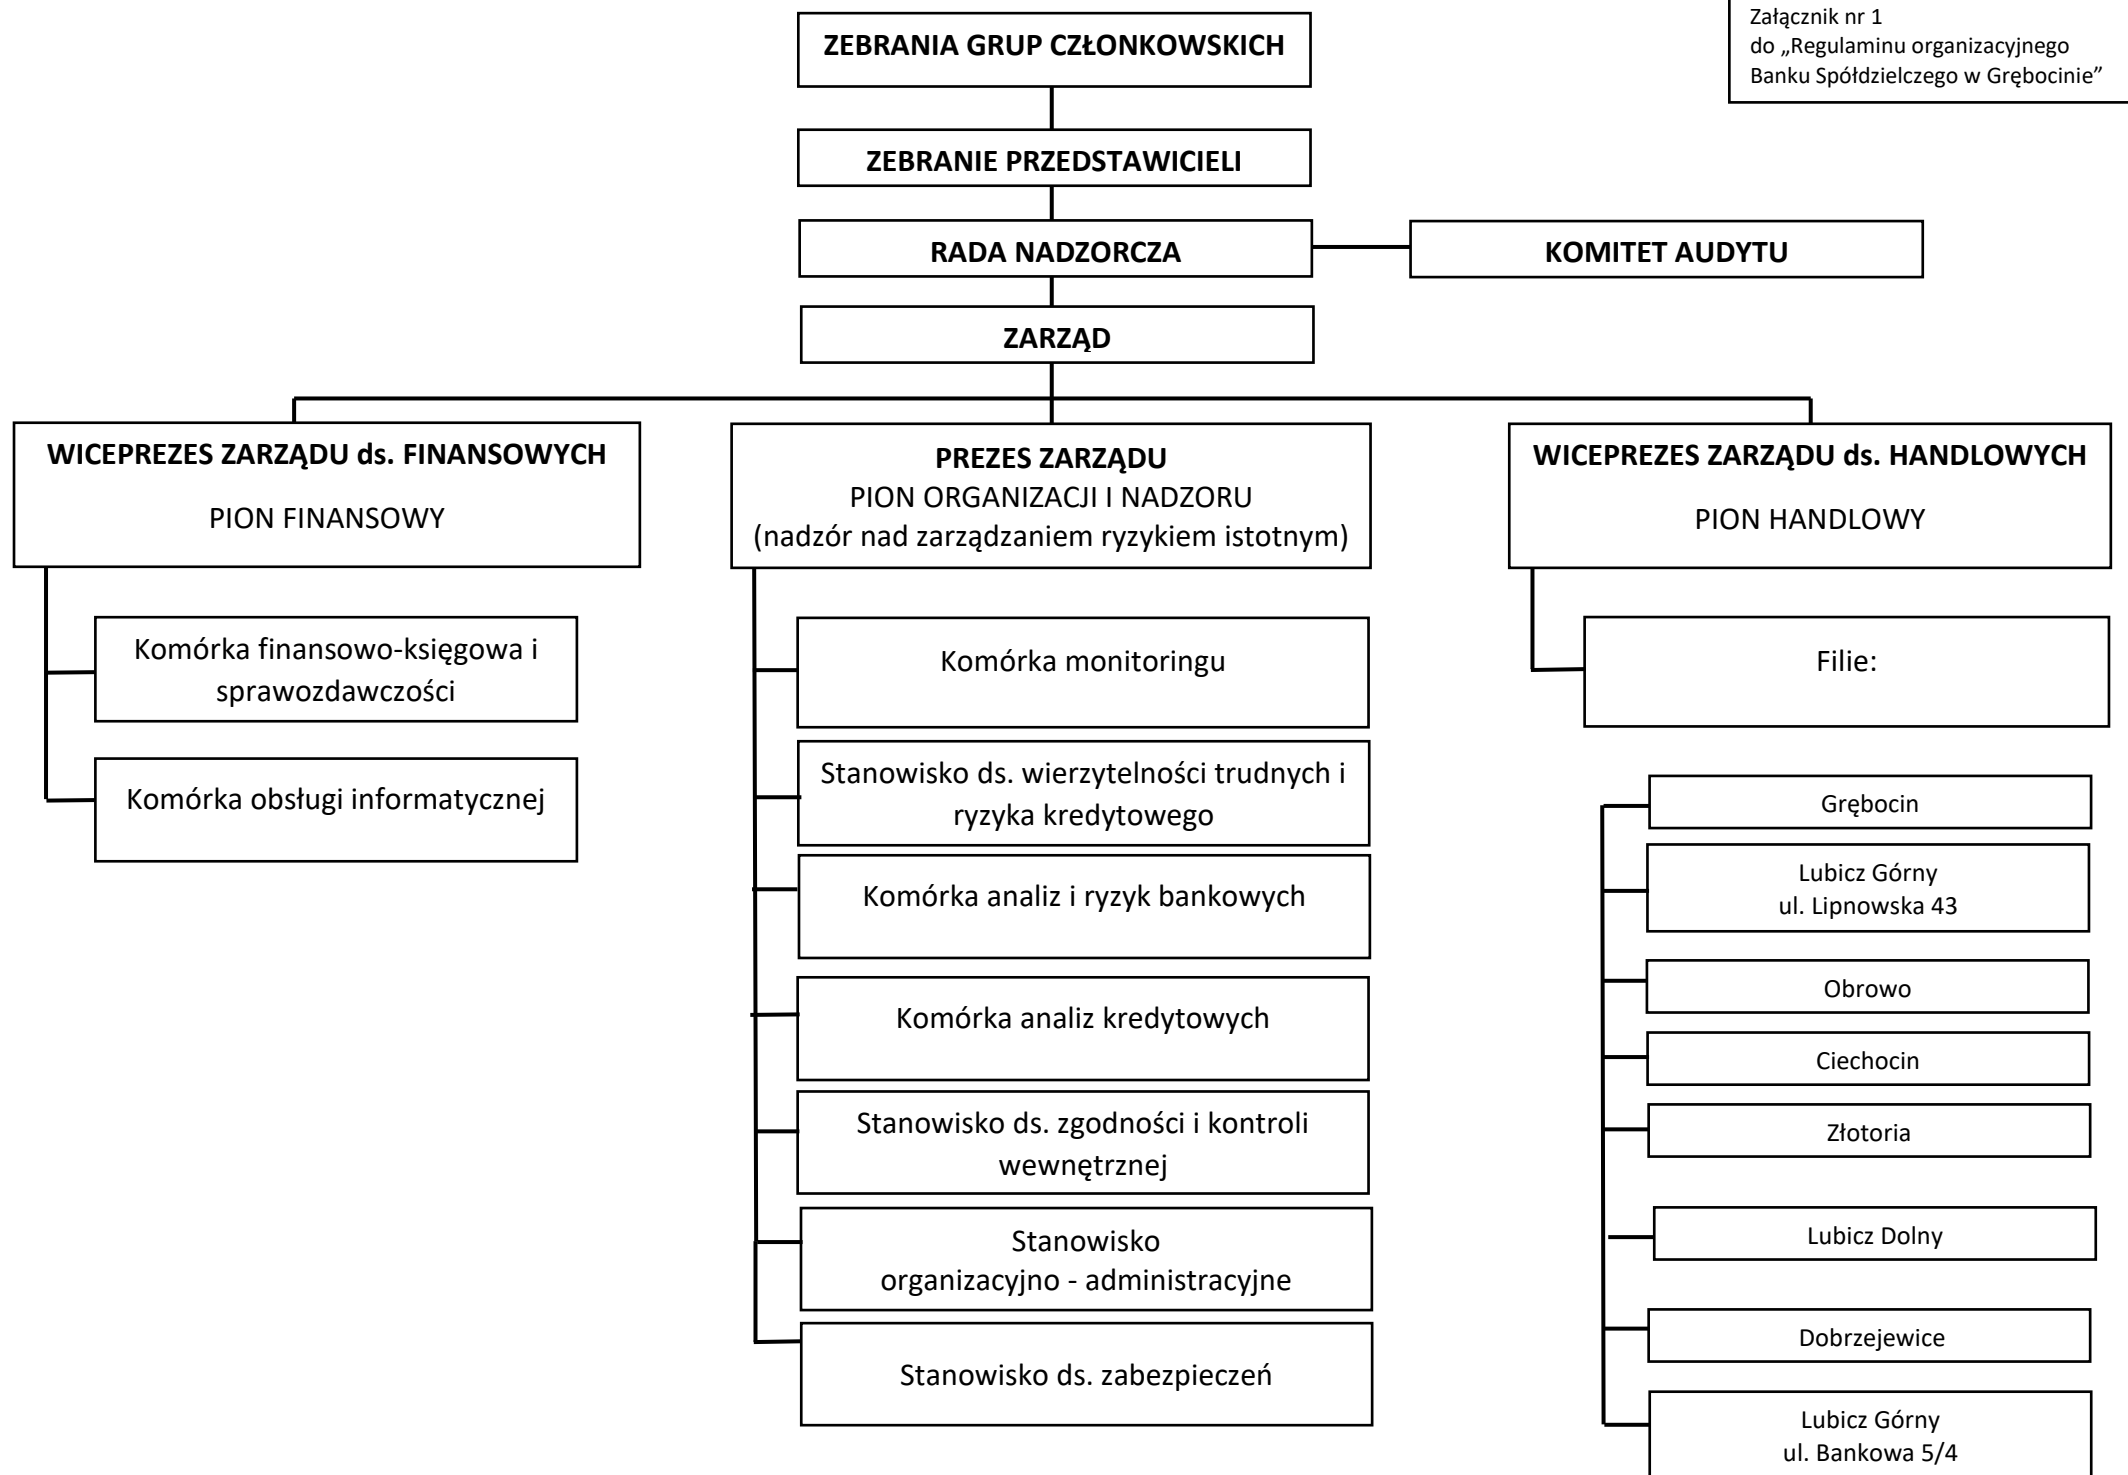 Załącznik nr 1
do „Regulaminu organizacyjnego
Banku Spółdzielczego w Grębocinie”
ZEBRANIA GRUP CZŁONKOWSKICH
ZEBRANIE PRZEDSTAWICIELI
RADA NADZORCZA
KOMITET AUDYTU
ZARZĄD
WICEPREZES ZARZĄDU ds. FINANSOWYCH
PION FINANSOWY
Komórka finansowo-księgowa i
sprawozdawczości
Komórka obsługi informatycznej
PREZES ZARZĄDU
PION ORGANIZACJI I NADZORU
(nadzór nad zarządzaniem ryzykiem istotnym)
Komórka monitoringu
Stanowisko ds. wierzytelności trudnych i
ryzyka kredytowego
Komórka analiz i ryzyk bankowych
Komórka analiz kredytowych
Stanowisko ds. zgodności i kontroli
wewnętrznej
Stanowisko
organizacyjno - administracyjne
Stanowisko ds. zabezpieczeń
WICEPREZES ZARZĄDU ds. HANDLOWYCH
PION HANDLOWY
Filie:
Grębocin
Lubicz Górny
ul. Lipnowska 43
Obrowo
Ciechocin
Złotoria
Lubicz Dolny
Dobrzejewice
Lubicz Górny
ul. Bankowa 5/4